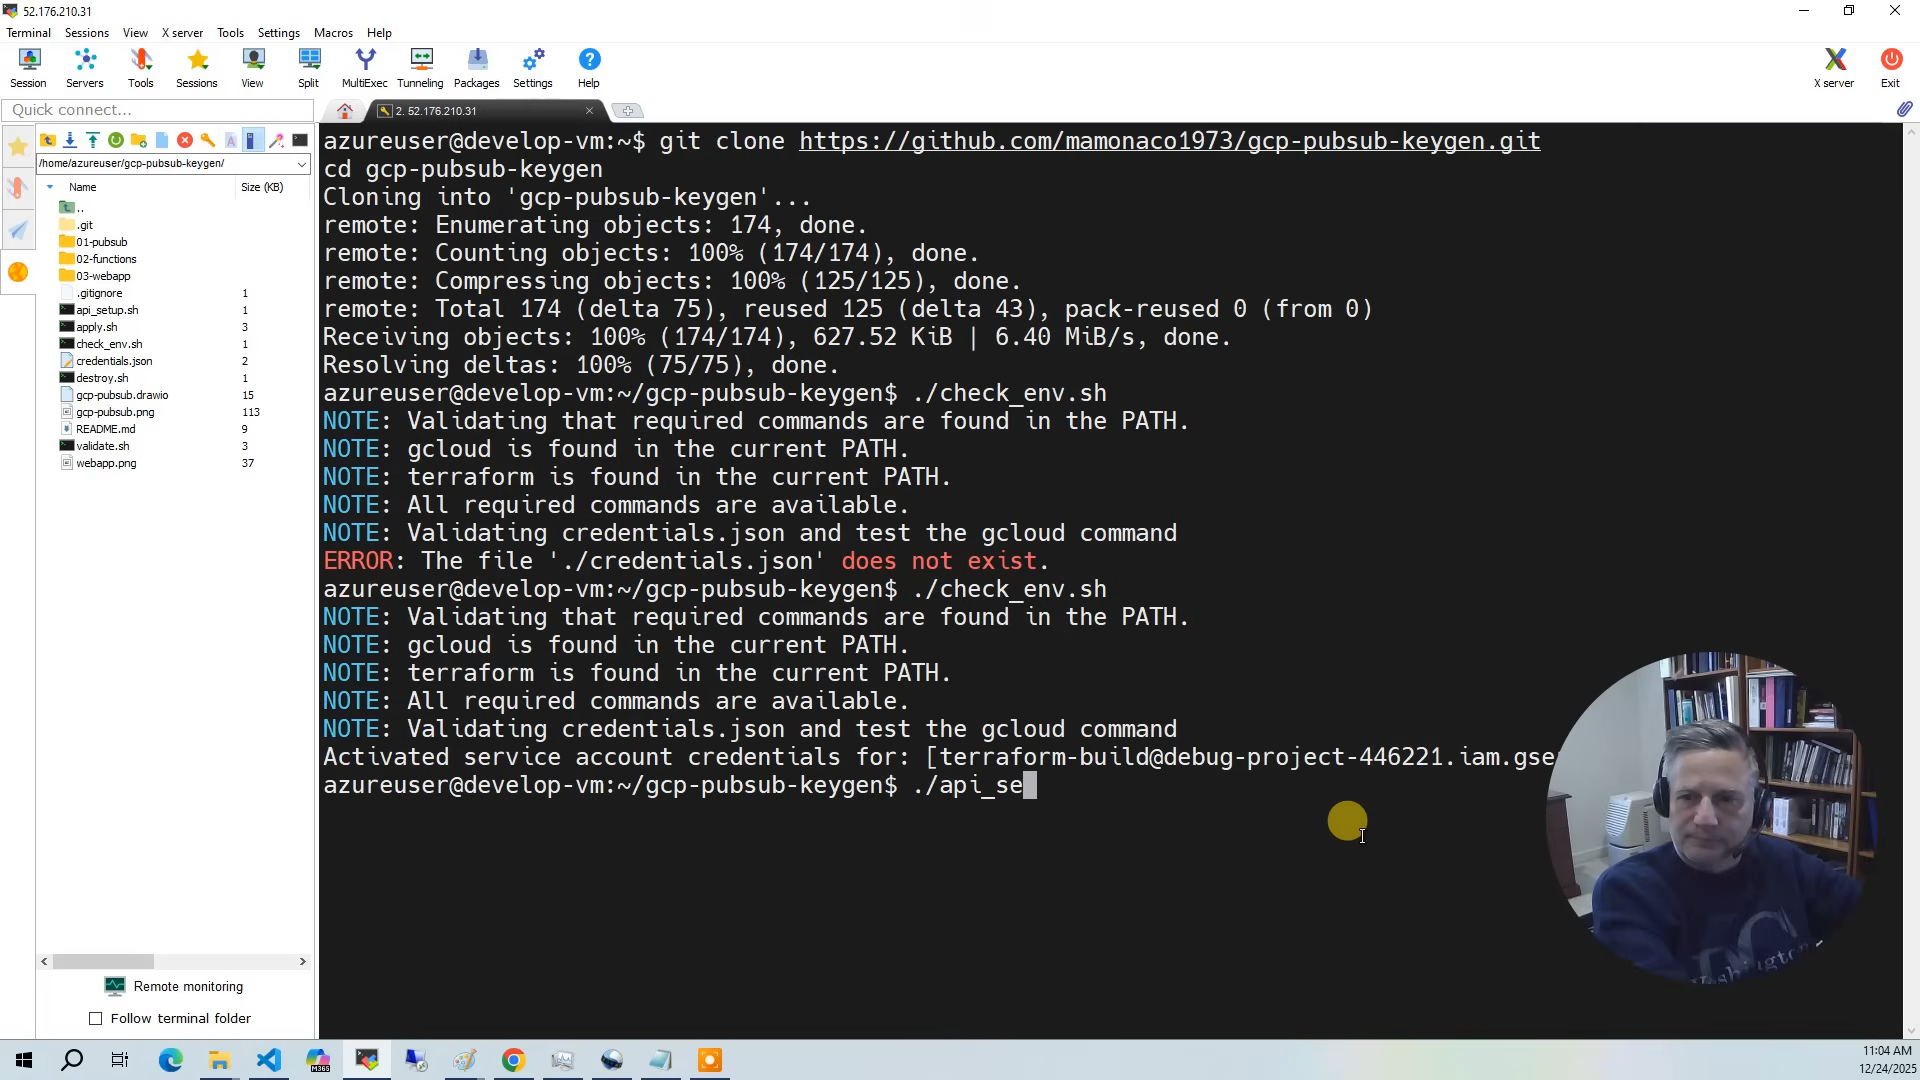 52.176.210.31
Terminal Sessions View X server Tools Settings Macros Help
Session Servers Tools Sessions View Split MultiExec Tunneling Packages Settings Help X server Exit
Quick connect...
2. 52.176.210.31
/home/azureuser/gcp-pubsub-keygen/
Name Size (KB)
..
.git
01-pubsub
02-functions
03-webapp
.gitignore 1
api_setup.sh 1
apply.sh 3
check_env.sh 1
credentials.json 2
destroy.sh 1
gcp-pubsub.drawio 15
gcp-pubsub.png 113
README.md 9
validate.sh 3
webapp.png 37
Remote monitoring
Follow terminal folder
azureuser@develop-vm:~$ git clone https://github.com/mamonaco1973/gcp-pubsub-keygen.git
cd gcp-pubsub-keygen
Cloning into 'gcp-pubsub-keygen'...
remote: Enumerating objects: 174, done.
remote: Counting objects: 100% (174/174), done.
remote: Compressing objects: 100% (125/125), done.
remote: Total 174 (delta 75), reused 125 (delta 43), pack-reused 0 (from 0)
Receiving objects: 100% (174/174), 627.52 KiB | 6.40 MiB/s, done.
Resolving deltas: 100% (75/75), done.
azureuser@develop-vm:~/gcp-pubsub-keygen$ ./check_env.sh
NOTE: Validating that required commands are found in the PATH.
NOTE: gcloud is found in the current PATH.
NOTE: terraform is found in the current PATH.
NOTE: All required commands are available.
NOTE: Validating credentials.json and test the gcloud command
ERROR: The file './credentials.json' does not exist.
azureuser@develop-vm:~/gcp-pubsub-keygen$ ./check_env.sh
NOTE: Validating that required commands are found in the PATH.
NOTE: gcloud is found in the current PATH.
NOTE: terraform is found in the current PATH.
NOTE: All required commands are available.
NOTE: Validating credentials.json and test the gcloud command
Activated service account credentials for: [terraform-build@debug-project-446221.iam.gse
azureuser@develop-vm:~/gcp-pubsub-keygen$ ./api_se
M365
11:04 AM
12/24/2025